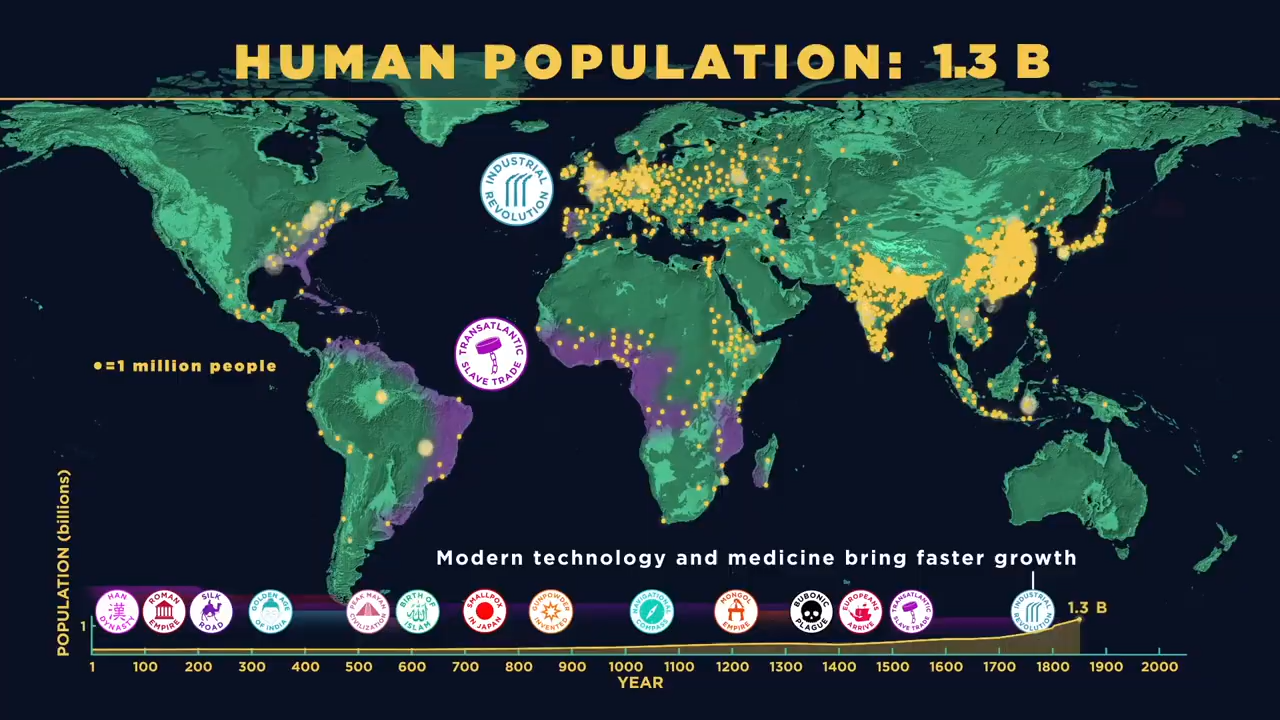 HUMAN POPULATION: 1.3 B
INDUSTRIAL REVOLUTION
TRANSATLANTIC SLAVE TRADE
=1 million people
POPULATION (billions)
Modern technology and medicine bring faster growth
HAN DYNASTY
漢
ROMAN EMPIRE
SILK ROAD
GOLDEN AGE OF INDIA
PEAK MAYAN CIVILIZATION
BIRTH OF ISLAM
SMALLPOX IN JAPAN
GUNPOWDER INVENTED
NAVIGATIONAL COMPASS
MONGOL EMPIRE
BUBONIC PLAGUE
EUROPEANS ARRIVE
TRANSATLANTIC SLAVE TRADE
INDUSTRIAL REVOLUTION
1.3 B
1
1 100 200 300 400 500 600 700 800 900 1000 1100 1200 1300 1400 1500 1600 1700 1800 1900 2000
YEAR